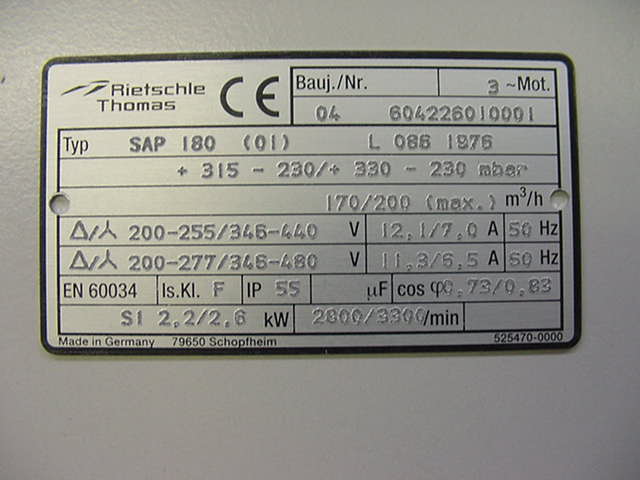 Rietschle
Thomas
CE
Bauj./Nr.
3 ~Mot.
04 604226010001
Typ SAP 180 (01) L 086 1976
+ 315 - 230/+ 330 - 230 mbar
170/200 (max.) m³/h
Δ/⅄ 200-255/346-440 V 12,1/7,0 A 50 Hz
Δ/⅄ 200-277/346-480 V 11,3/6,5 A 60 Hz
EN 60034 Is.Kl. F IP 55 µF cos φ0,73/0,83
S1 2,2/2,6 kW 2800/3300/min
Made in Germany 79650 Schopfheim 525470-0000